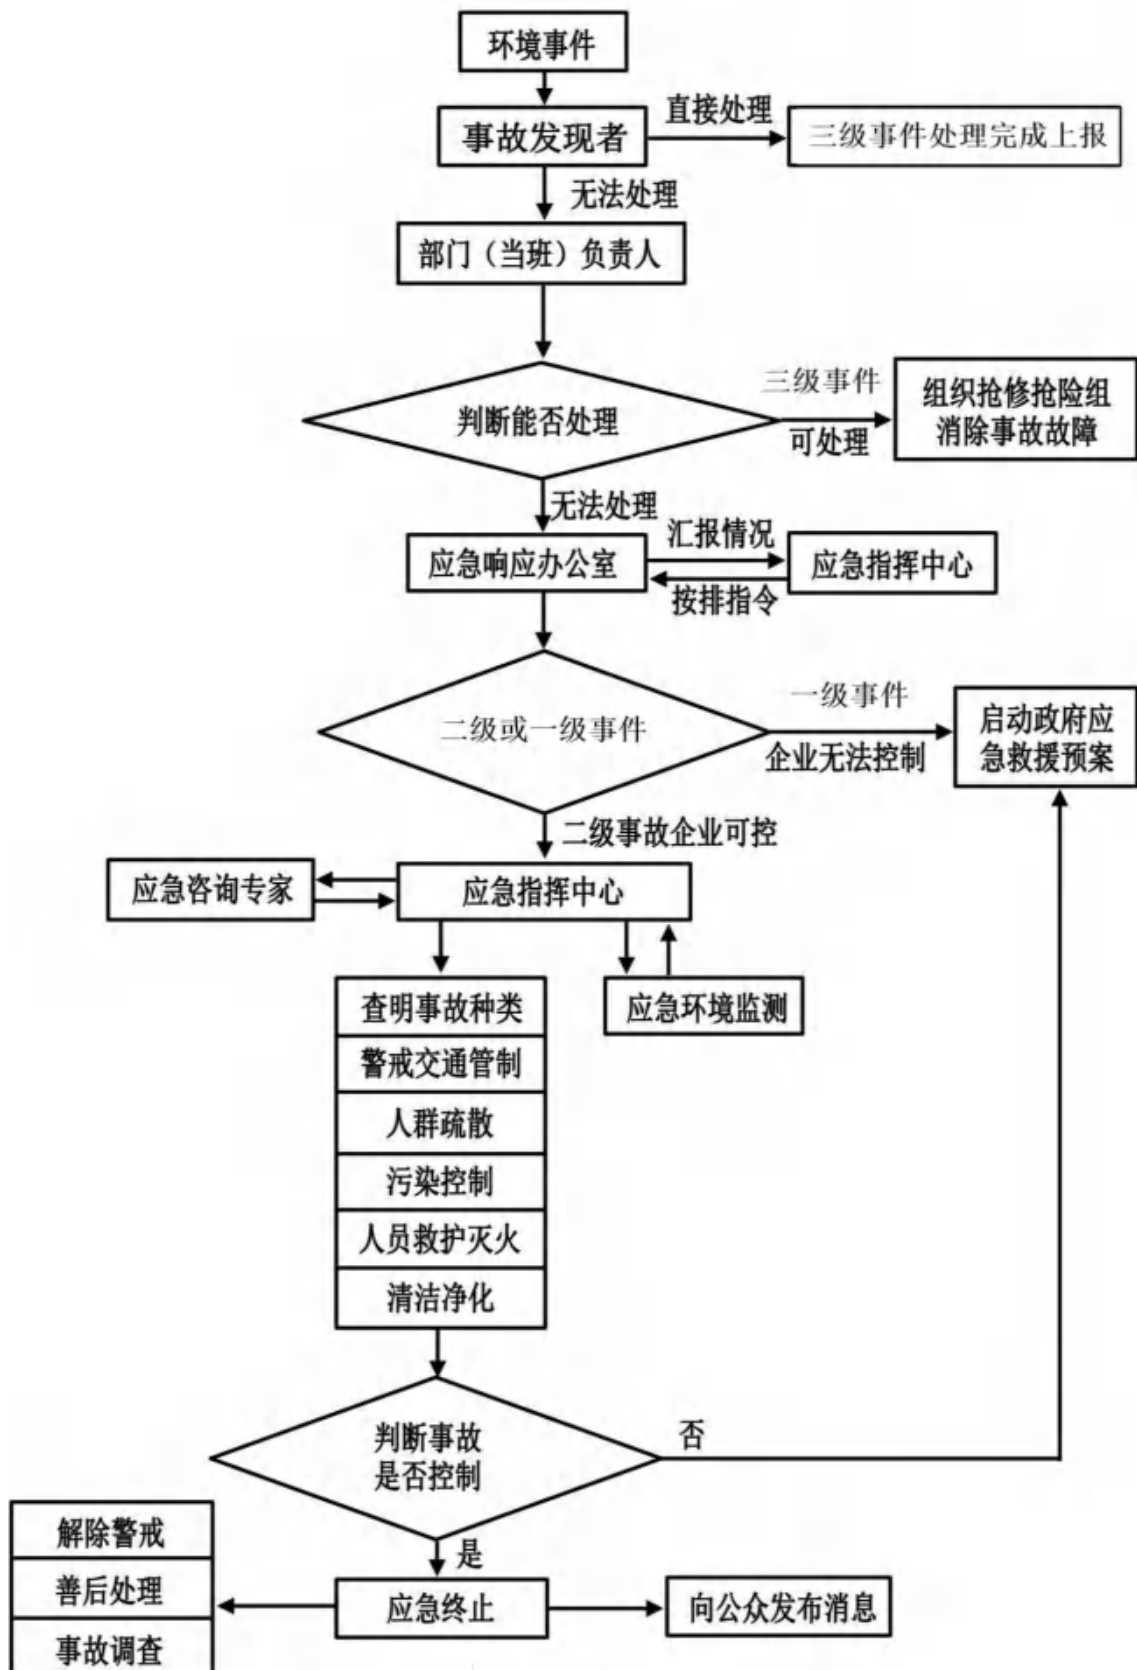 环境事件
直接处理
事故发现者
三级事件处理完成上报
无法处理
部门（当班）负责人
三级事件
判断能否处理
组织抢修抢险组
消除事故故障
可处理
无法处理
汇报情况
应急响应办公室
应急指挥中心
按排指令
一级事件
二级或一级事件
启动政府应
急救援预案
企业无法控制
二级事故企业可控
应急咨询专家
应急指挥中心
查明事故种类
应急环境监测
警戒交通管制
人群疏散
污染控制
人员救护灭火
清洁净化
判断事故
是否控制
否
是
解除警戒
善后处理
事故调查
应急终止
向公众发布消息